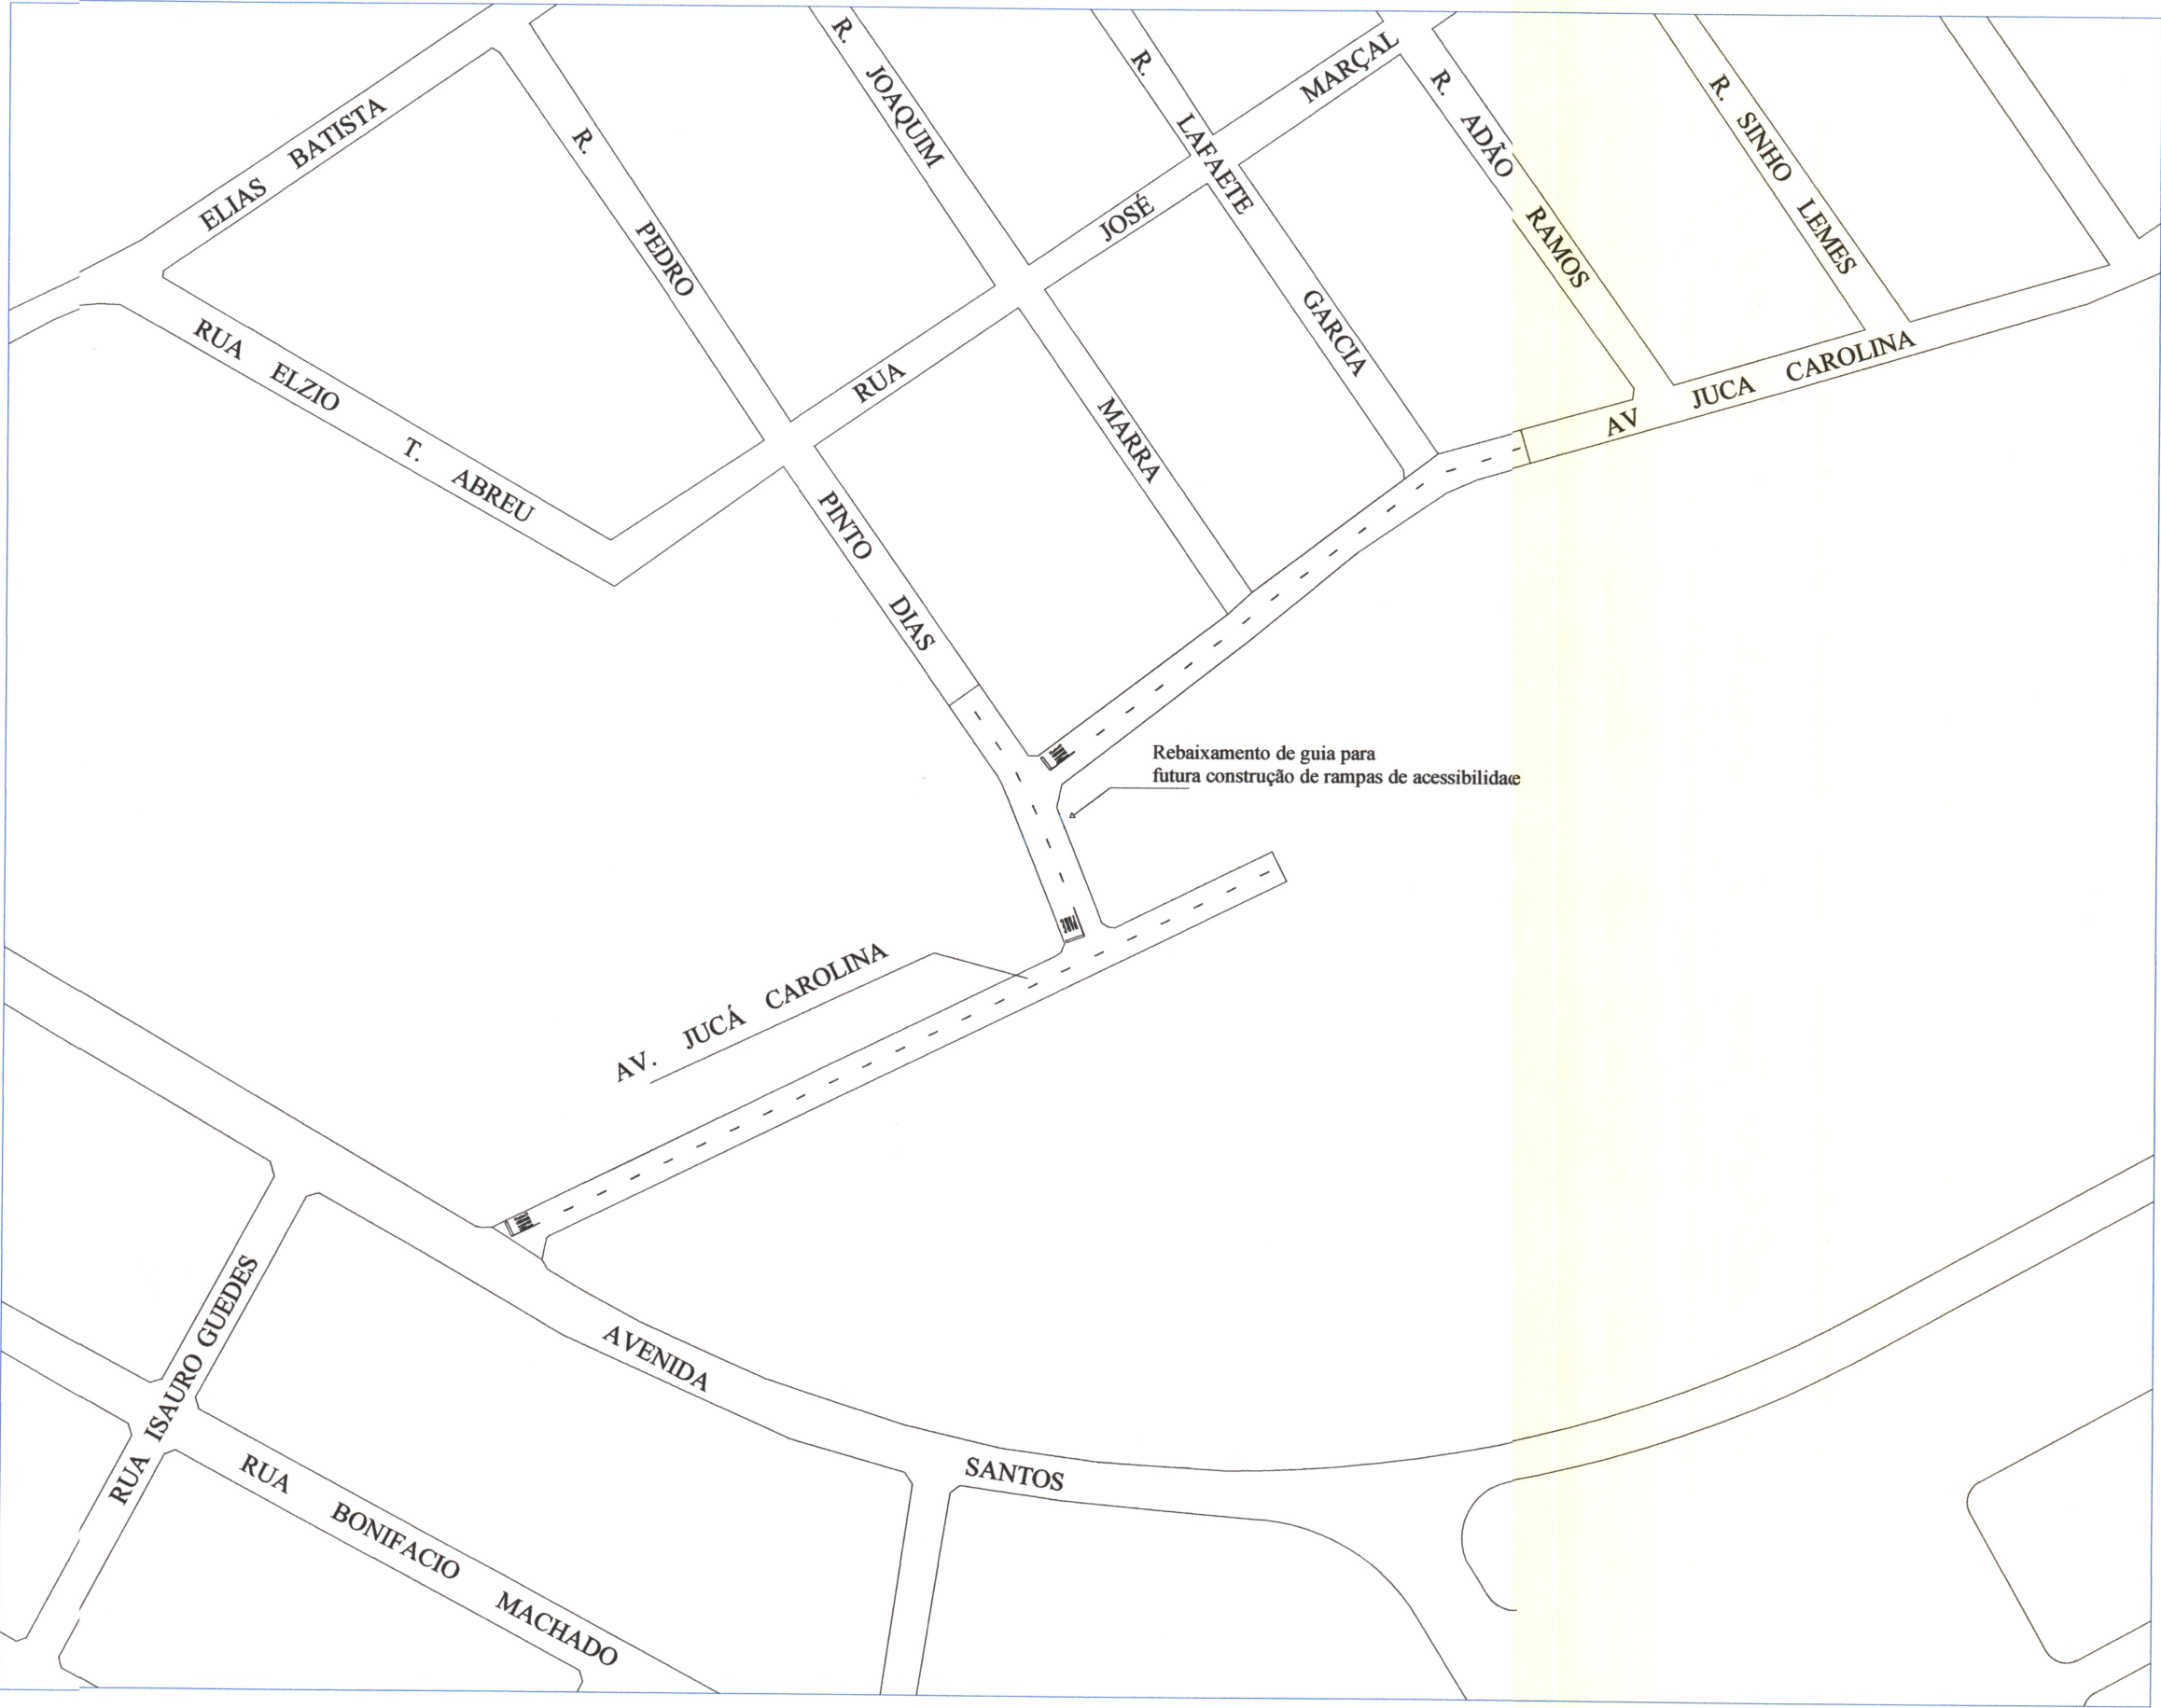 ELIAS BATISTA
R. PEDRO PINTO DIAS
R. JOAQUIM MARRA
R. LAFAETE GARCIA
RUA JOSÉ MARÇAL
R. ADÃO RAMOS
R. SINHO LEMES
RUA ELZIO T. ABREU
AV JUCA CAROLINA
Rebaixamento de guia para
futura construção de rampas de acessibilidade
AV. JUCÁ CAROLINA
RUA ISAURO GUEDES
AVENIDA SANTOS
RUA BONIFACIO MACHADO